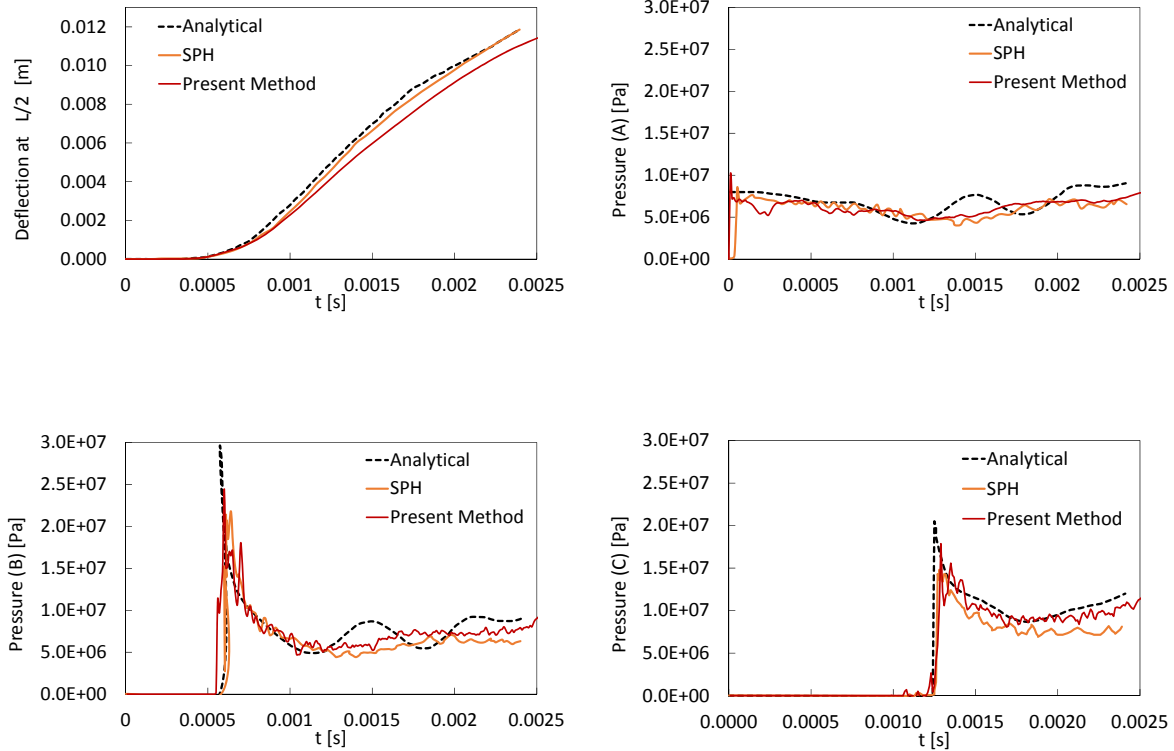 Deflection at L/2 [m]
0.012
0.010
0.008
0.006
0.004
0.002
0.000
Analytical
SPH
Present Method
0
0.0005
0.001
0.0015
0.002
0.0025
t [s]
Pressure (A) [Pa]
3.0E+07
2.5E+07
2.0E+07
1.5E+07
1.0E+07
5.0E+06
0.0E+00
Analytical
SPH
Present Method
0
0.0005
0.001
0.0015
0.002
0.0025
t [s]
Pressure (B) [Pa]
3.0E+07
2.5E+07
2.0E+07
1.5E+07
1.0E+07
5.0E+06
0.0E+00
Analytical
SPH
Present Method
0
0.0005
0.001
0.0015
0.002
0.0025
t [s]
Pressure (C) [Pa]
3.0E+07
2.5E+07
2.0E+07
1.5E+07
1.0E+07
5.0E+06
0.0E+00
Analytical
SPH
Present Method
0.0000
0.0005
0.0010
0.0015
0.0020
0.0025
t [s]